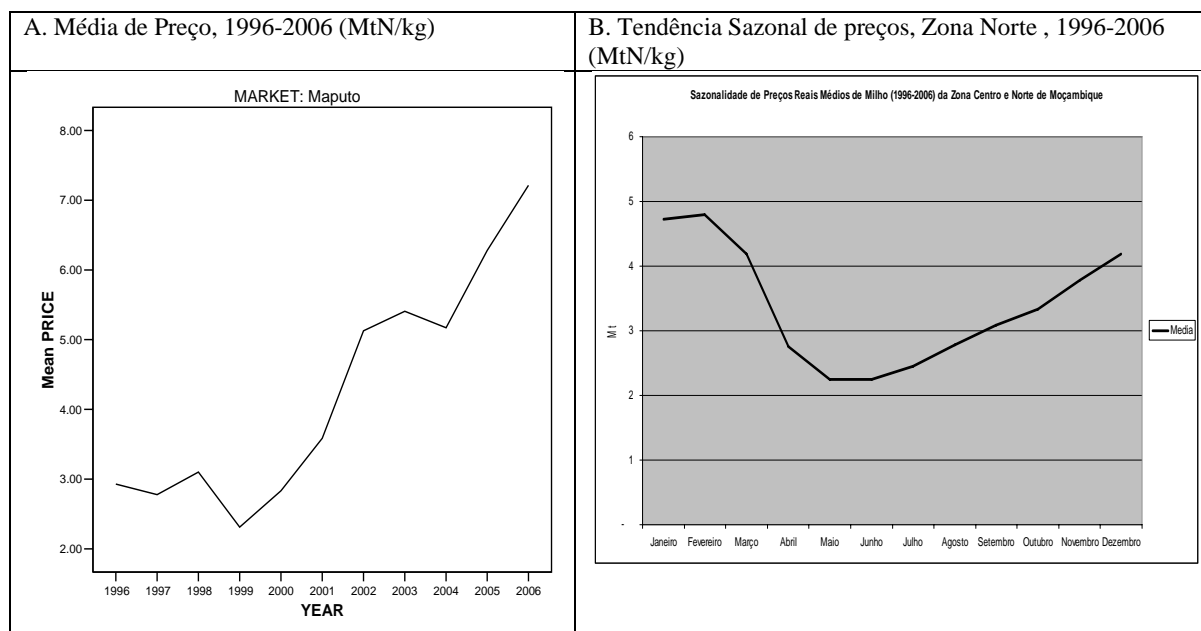 A. Média de Preço, 1996-2006 (MtN/kg)
B. Tendência Sazonal de preços, Zona Norte , 1996-2006
(MtN/kg)
MARKET: Maputo
8.00
7.00
6.00
5.00
4.00
3.00
2.00
Mean PRICE
1996 1997 1998 1999 2000 2001 2002 2003 2004 2005 2006
YEAR
Sazonalidade de Preços Reais Médios de Milho (1996-2006) da Zona Centro e Norte de Moçambique
6
5
4
3
2
1
-
Mt
Janeiro Fevereiro Março Abril Maio Junho Julho Agosto Setembro Outubro Novembro Dezembro
Media